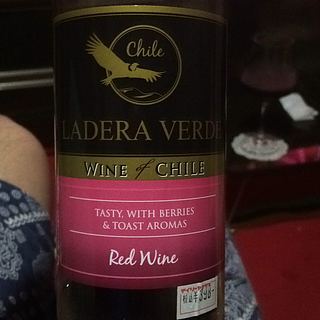 Chile
LADERA VERDE
WINE of CHILE
TASTY, WITH BERRIES
& TOAST AROMAS
Red Wine